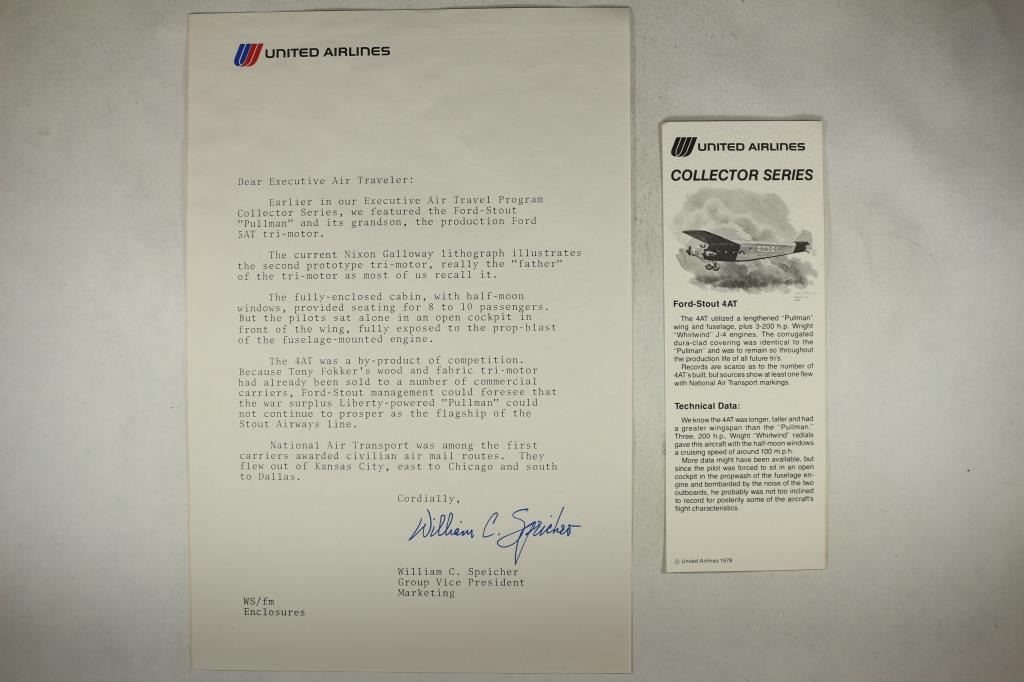 UNITED AIRLINES
Dear Executive Air Traveler:
Earlier in our Executive Air Travel Program
Collector Series, we featured the Ford-Stout
"Pullman" and its grandson, the production Ford
5AT tri-motor.
The current Nixon Galloway lithograph illustrates
the second prototype tri-motor, really the "father"
of the tri-motor as most of us recall it.
The fully-enclosed cabin, with half-moon
windows, provided seating for 8 to 10 passengers.
But the pilots sat alone in an open cockpit in
front of the wing, fully exposed to the prop-blast
of the fuselage-mounted engine.
The 4AT was a by-product of competition.
Because Tony Fokker's wood and fabric tri-motor
had already been sold to a number of commercial
carriers, Ford-Stout management could foresee that
the war surplus Liberty-powered "Pullman" could
not continue to prosper as the flagship of the
Stout Airways line.
National Air Transport was among the first
carriers awarded civilian air mail routes. They
flew out of Kansas City, east to Chicago and south
to Dallas.
Cordially,
William C. Speicher
William C. Speicher
Group Vice President
Marketing
WS/fm
Enclosures
UNITED AIRLINES
COLLECTOR SERIES
Ford-Stout 4AT
The 4AT utilized a lengthened "Pullman"
wing and fuselage, plus 3-200 h.p. Wright
"Whirlwind" J-4 engines. The corrugated
dura-clad covering was identical to the
"Pullman" and was to remain so throughout
the production life of all future tri's.
Records are scarce as to the number of
4AT's built, but sources show at least one flew
with National Air Transport markings.
Technical Data:
We know the 4AT was longer, taller and had
a greater wingspan than the "Pullman."
Three, 200 h.p., Wright "Whirlwind" radials
gave this aircraft with the half-moon windows
a cruising speed of around 100 m.p.h.
More data might have been available, but
since the pilot was forced to sit in an open
cockpit in the propwash of the fuselage en-
gine and bombarded by the noise of the two
outboards, he probably was not too inclined
to record for posterity some of the aircraft's
flight characteristics.
© United Airlines 1978